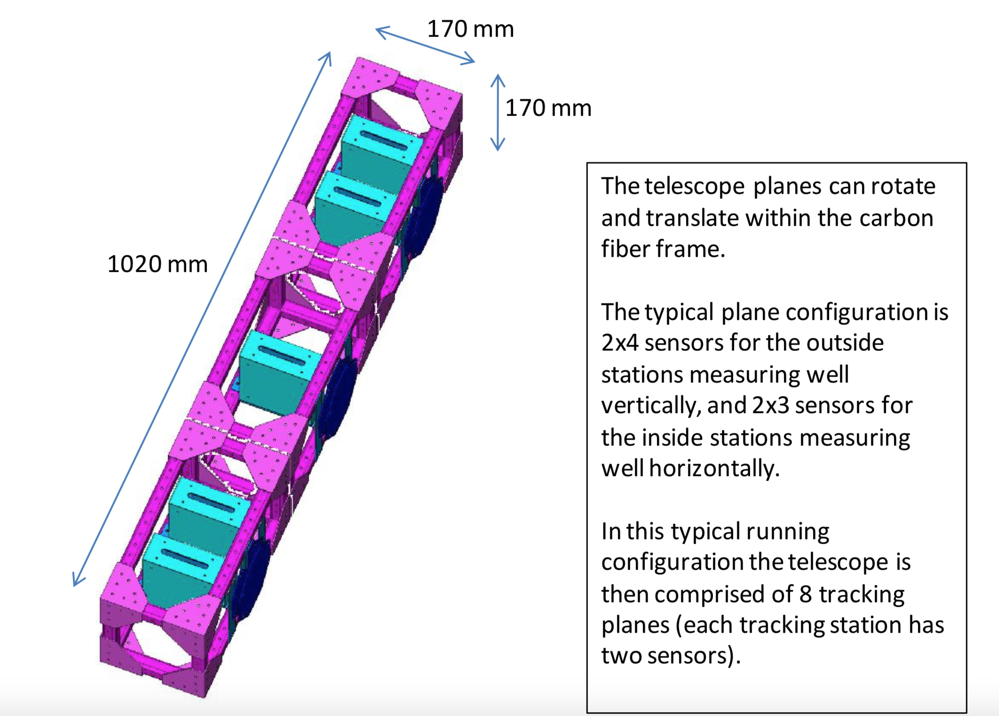 170 mm
170 mm
1020 mm
The telescope planes can rotate
and translate within the carbon
fiber frame.
The typical plane configuration is
2x4 sensors for the outside
stations measuring well
vertically, and 2x3 sensors for
the inside stations measuring
well horizontally.
In this typical running
configuration the telescope is
then comprised of 8 tracking
planes (each tracking station has
two sensors).